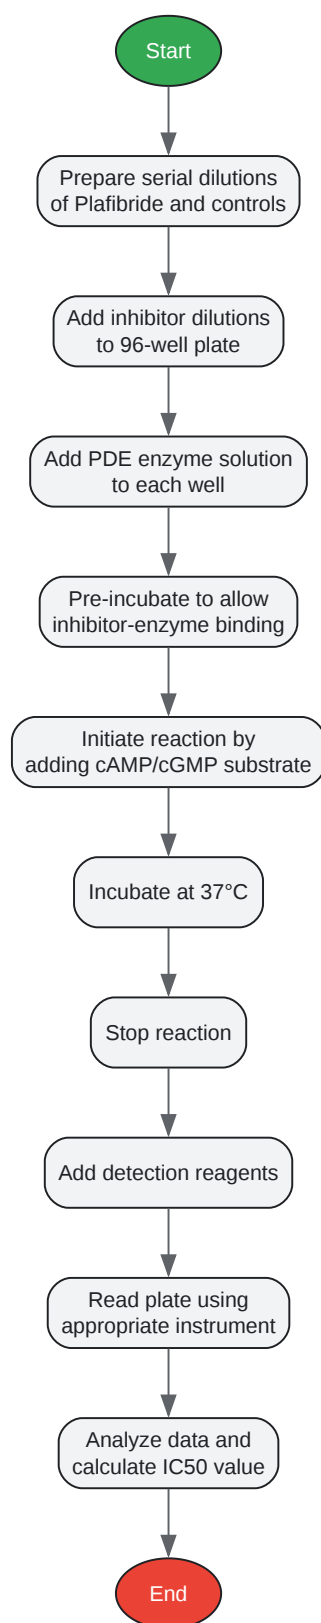 Start
Prepare serial dilutions
of Plafibride and controls
Add inhibitor dilutions
to 96-well plate
Add PDE enzyme solution
to each well
Pre-incubate to allow
inhibitor-enzyme binding
Initiate reaction by
adding cAMP/cGMP substrate
Incubate at 37°C
Stop reaction
Add detection reagents
Read plate using
appropriate instrument
Analyze data and
calculate IC50 value
End